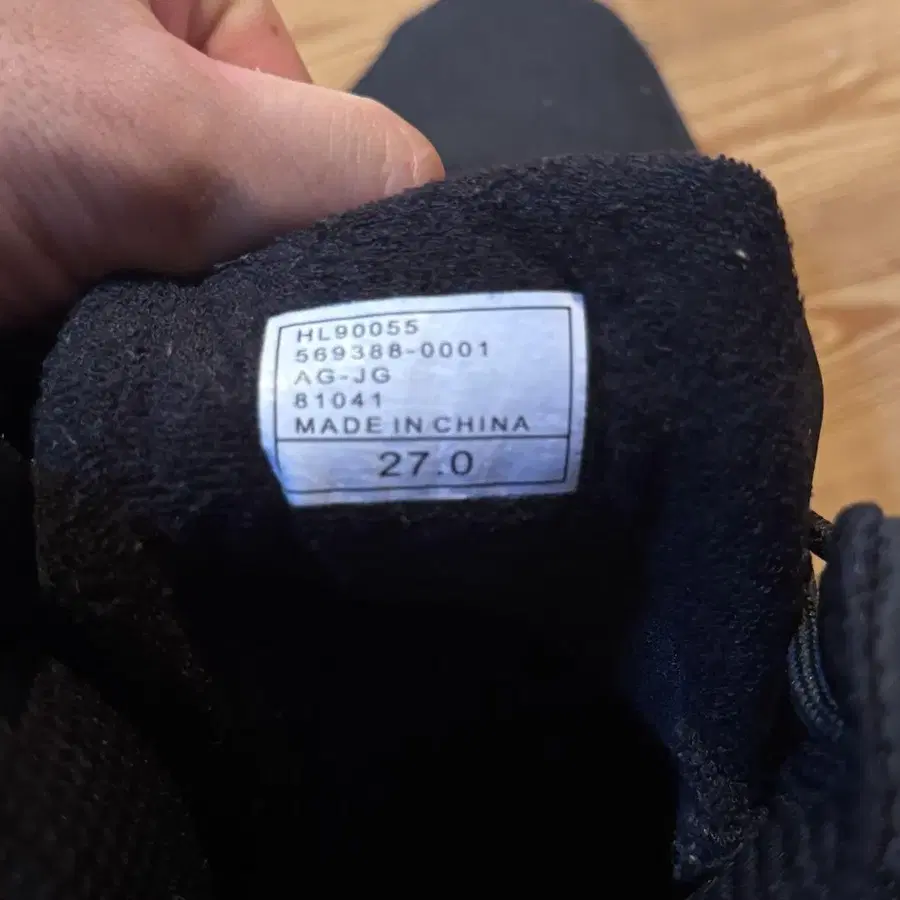 HL90055
569388-0001
AG-JG
81041
MADE IN CHINA
27.0